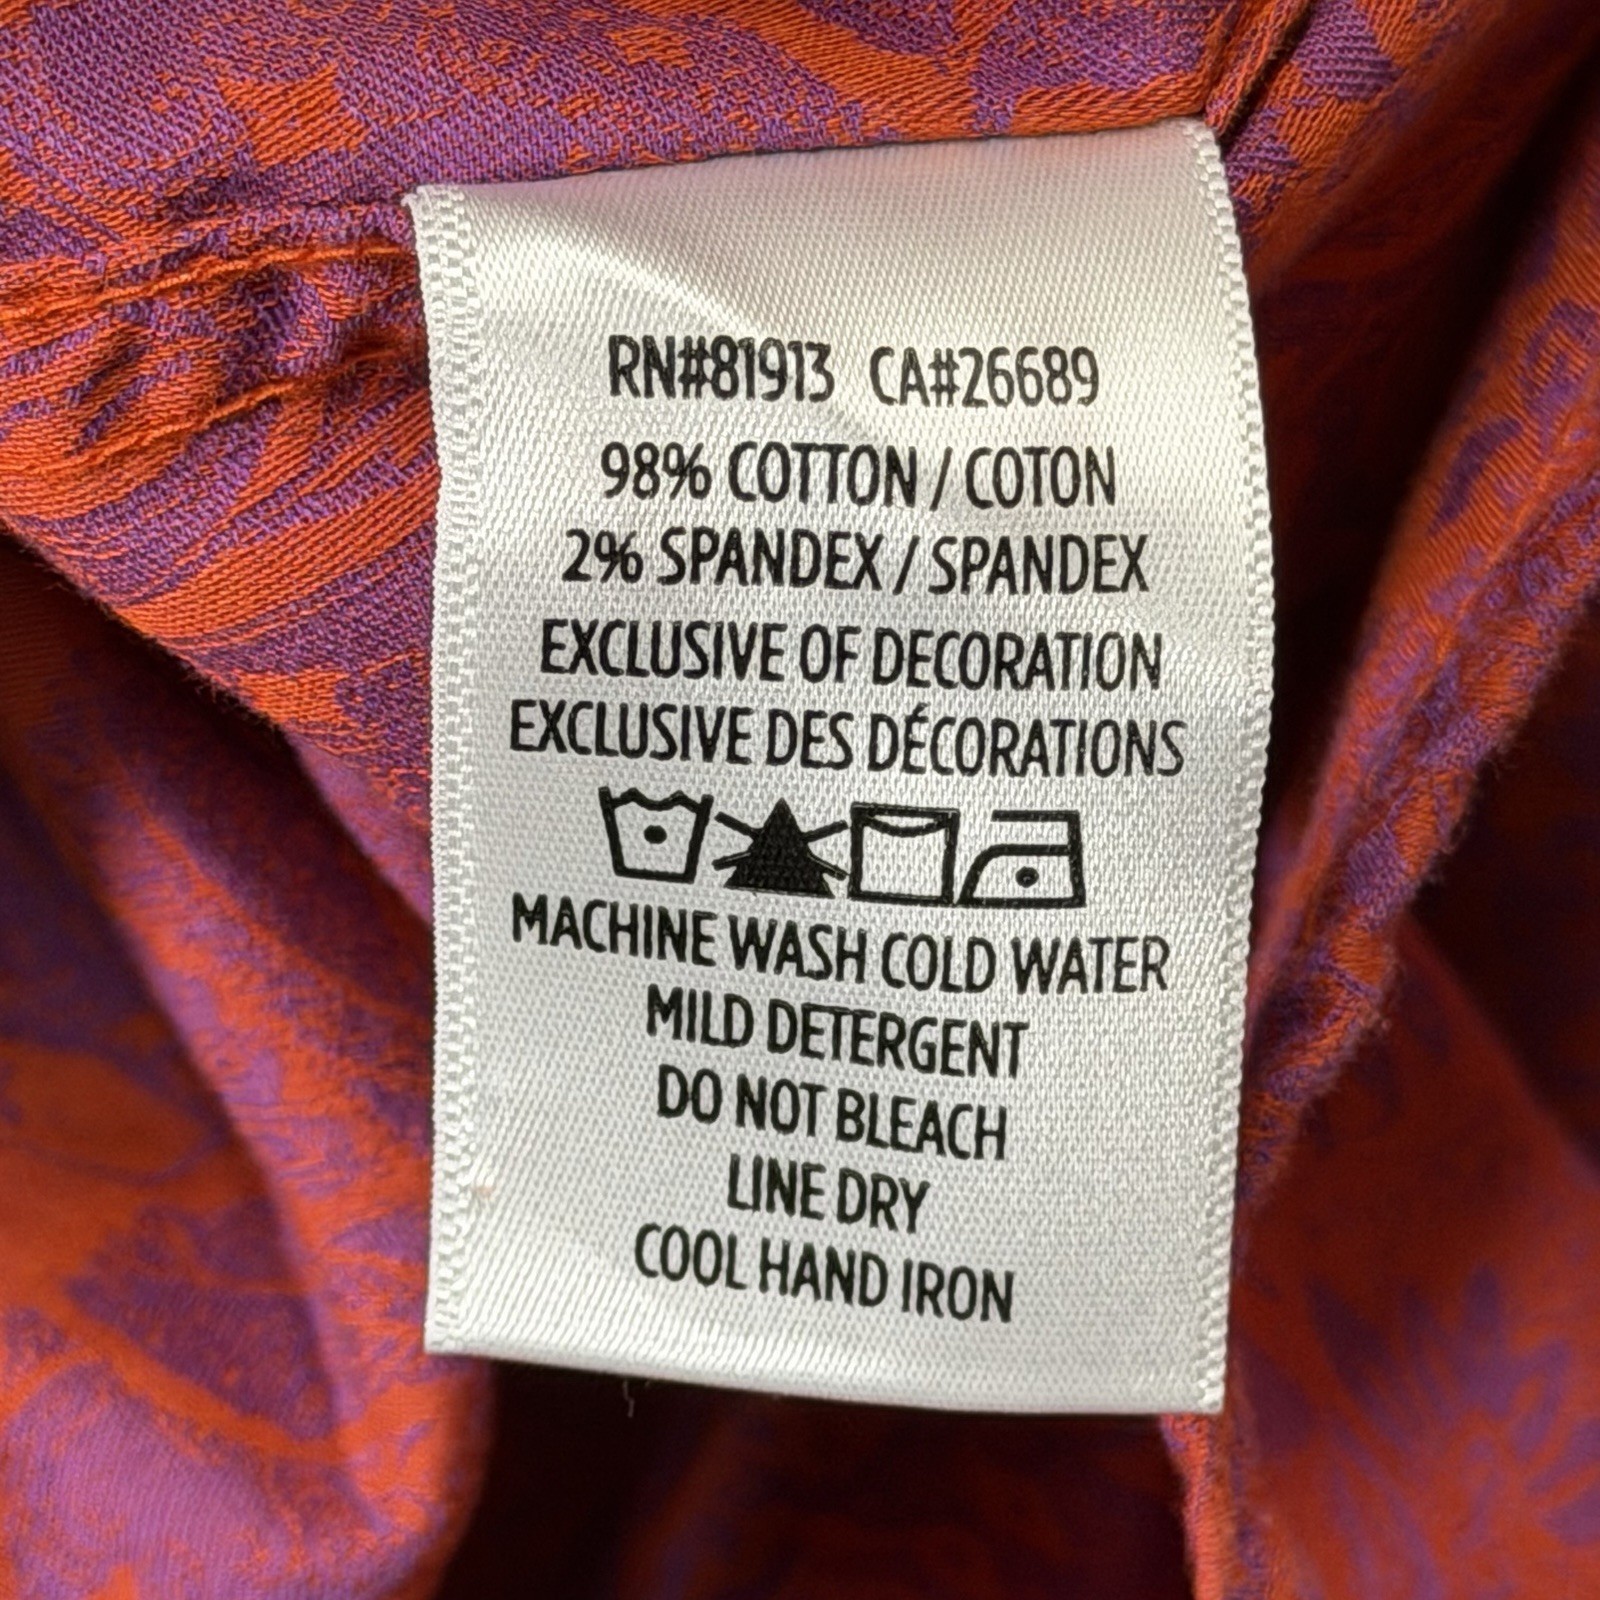 RN#81913 CA#26689
98% COTTON / COTON
2% SPANDEX / SPANDEX
EXCLUSIVE OF DECORATION
EXCLUSIVE DES DÉCORATIONS
MACHINE WASH COLD WATER
MILD DETERGENT
DO NOT BLEACH
LINE DRY
COOL HAND IRON